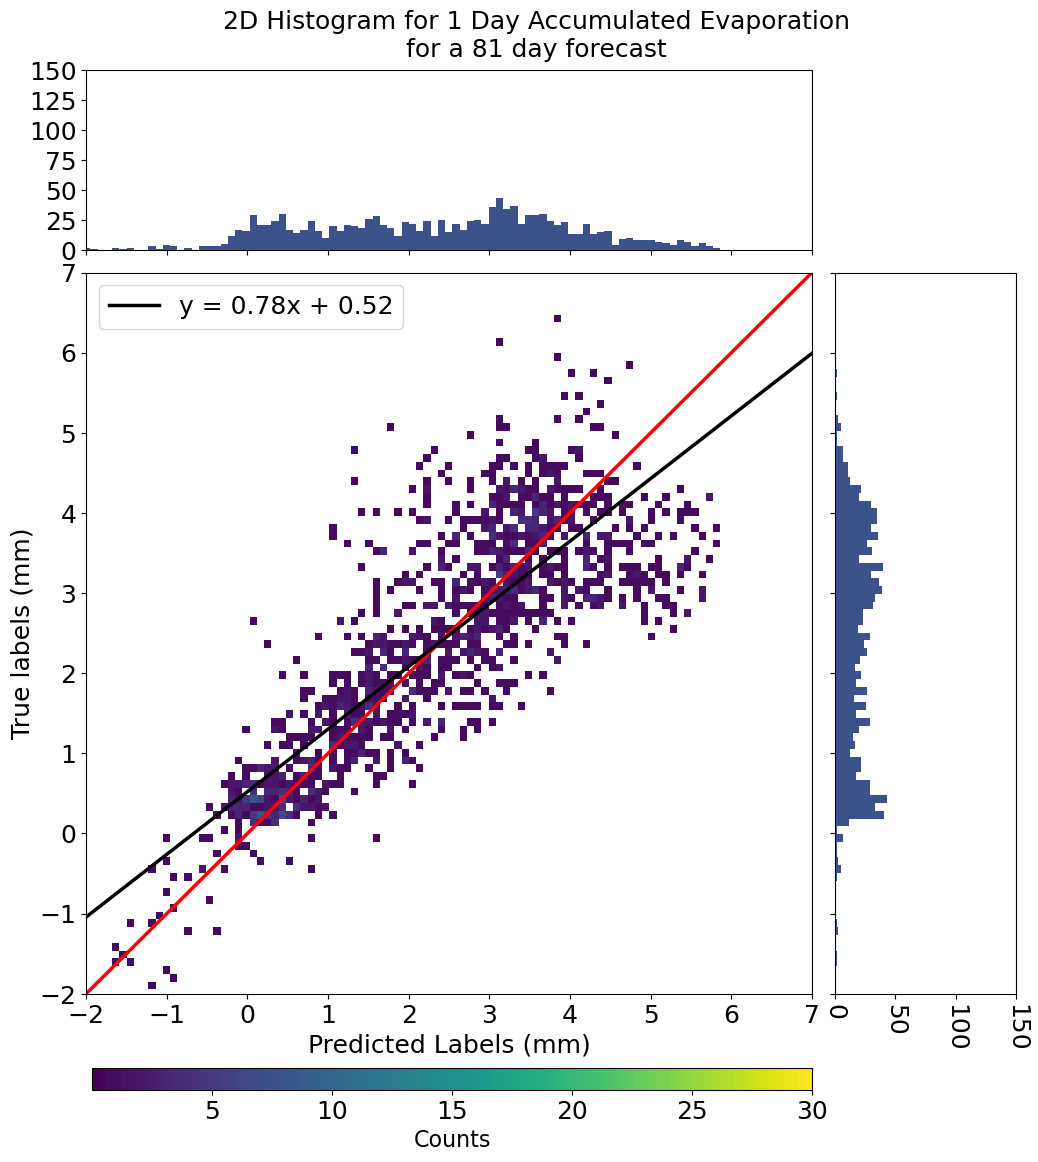 2D Histogram for 1 Day Accumulated Evaporation
for a 81 day forecast
150
125
100
75
50
25
0
7
6
5
4
3
2
1
0
−1
−2
y = 0.78x + 0.52
True labels (mm)
−2 −1 0 1 2 3 4 5 6 7
Predicted Labels (mm)
0 50 100 150
5 10 15 20 25 30
Counts